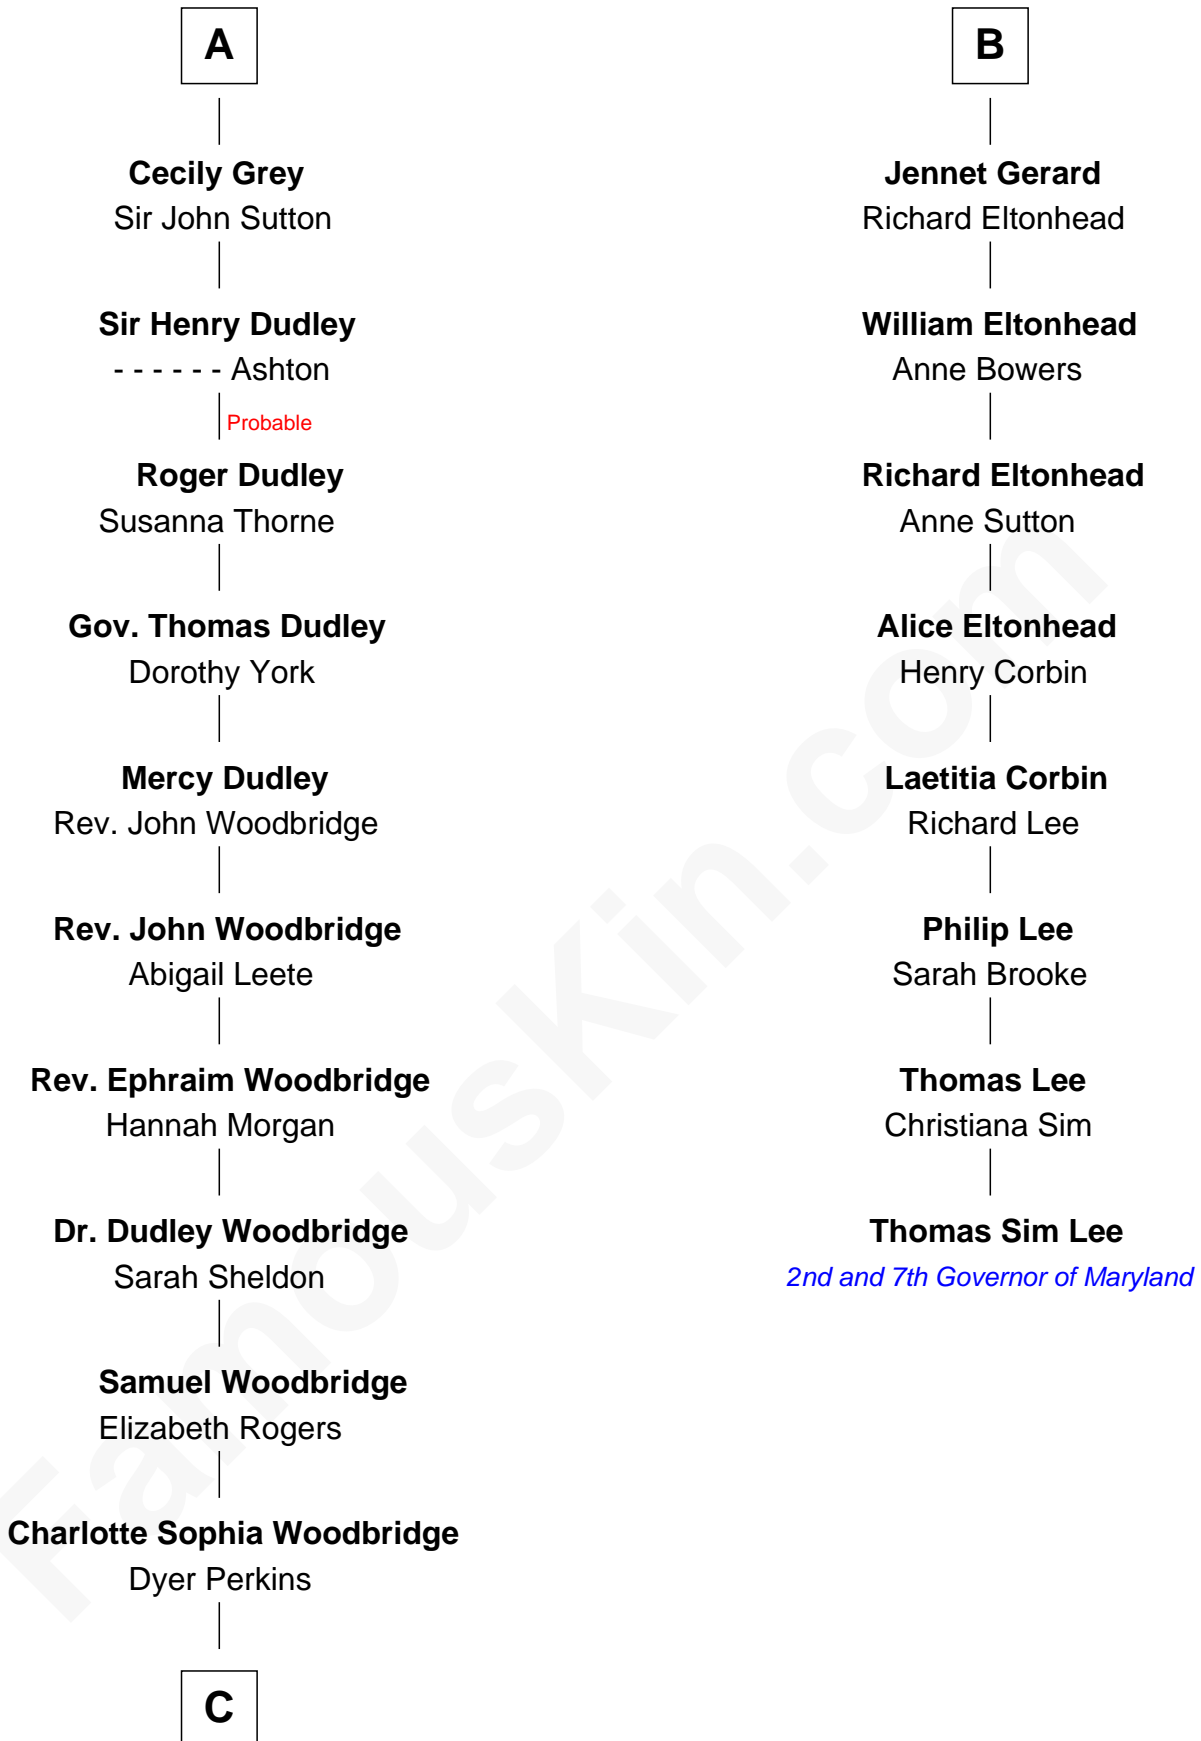 A
Cecily Grey
Sir John Sutton
Sir Henry Dudley
- - - - - - Ashton
Probable
Roger Dudley
Susanna Thorne
Gov. Thomas Dudley
Dorothy York
Mercy Dudley
Rev. John Woodbridge
Rev. John Woodbridge
Abigail Leete
Rev. Ephraim Woodbridge
Hannah Morgan
Dr. Dudley Woodbridge
Sarah Sheldon
Samuel Woodbridge
Elizabeth Rogers
Charlotte Sophia Woodbridge
Dyer Perkins
C
B
Jennet Gerard
Richard Eltonhead
William Eltonhead
Anne Bowers
Richard Eltonhead
Anne Sutton
Alice Eltonhead
Henry Corbin
Laetitia Corbin
Richard Lee
Philip Lee
Sarah Brooke
Thomas Lee
Christiana Sim
Thomas Sim Lee
2nd and 7th Governor of Maryland
FamousKin.com